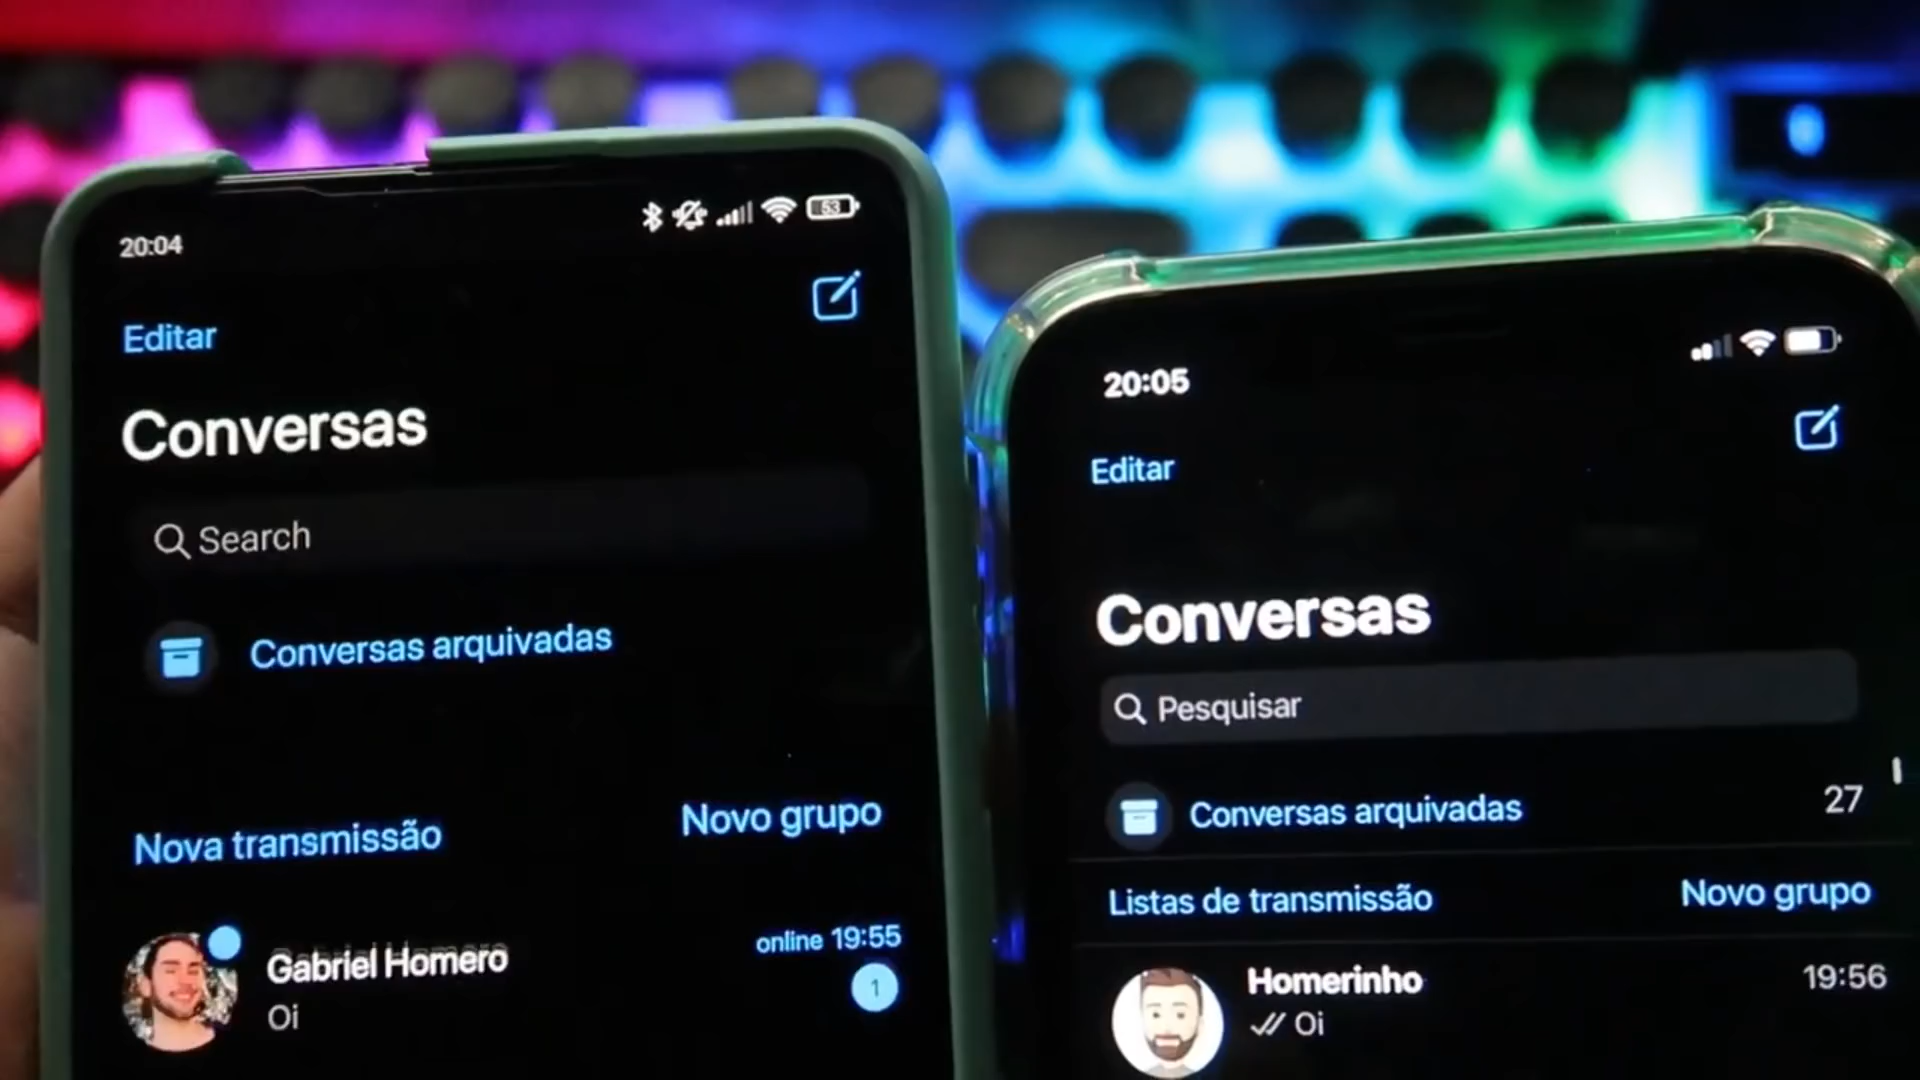 20:04
53
Editar
Conversas
Search
Conversas arquivadas
Nova transmissão
Novo grupo
Gabriel Homero
online 19:55
Oi
1
20:05
Editar
Conversas
Pesquisar
Conversas arquivadas
27
Listas de transmissão
Novo grupo
Homerinho
19:56
Oi